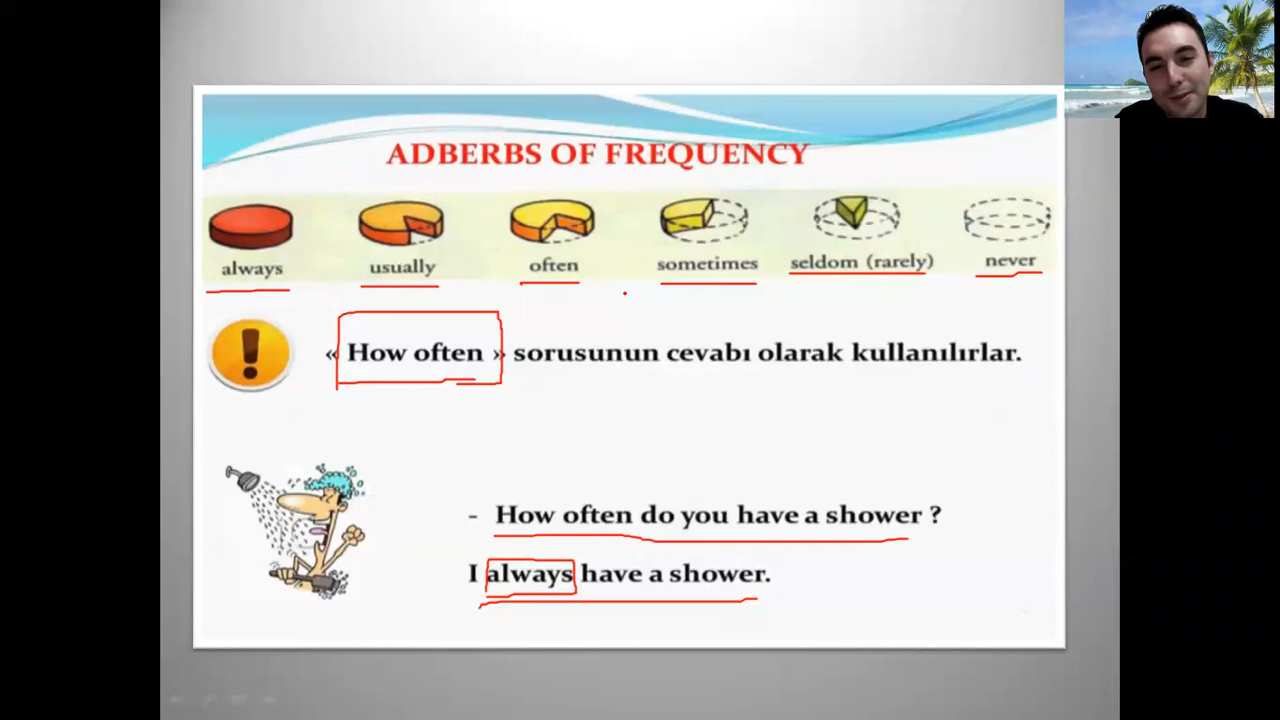 ADBERBS OF FREQUENCY
always usually often sometimes seldom (rarely) never
« How often » sorusunun cevabı olarak kullanılırlar.
- How often do you have a shower ?
I always have a shower.